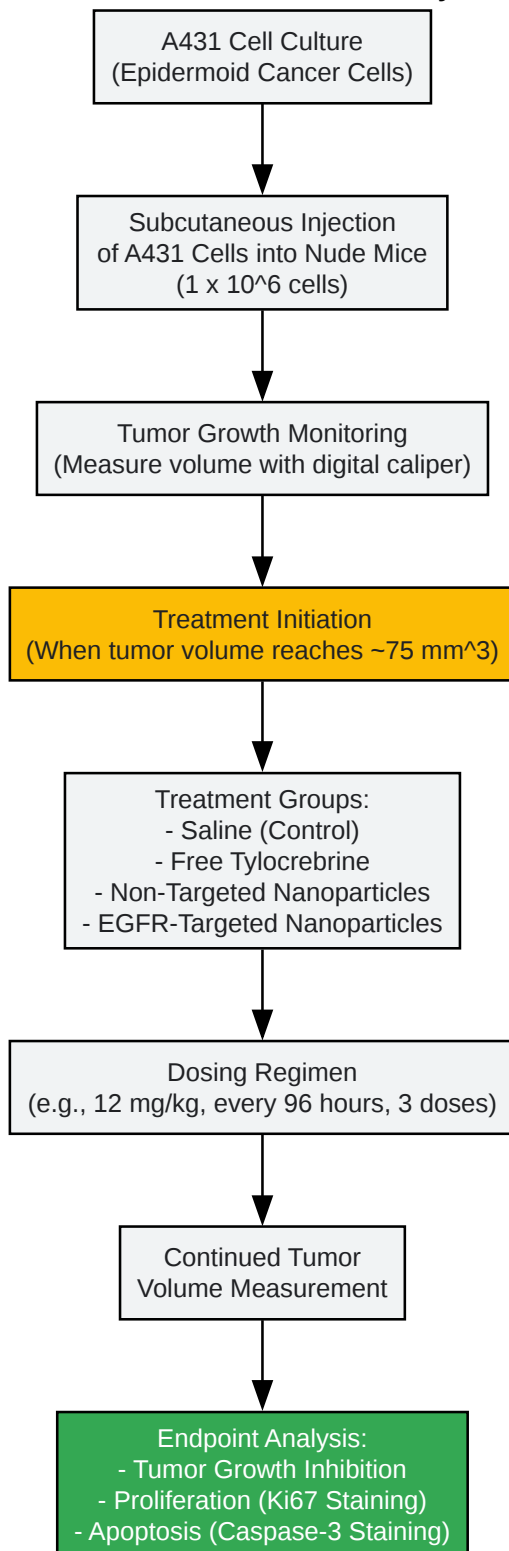 A431 Cell Culture
(Epidermoid Cancer Cells)
Subcutaneous Injection
of A431 Cells into Nude Mice
(1 x 10^6 cells)
Tumor Growth Monitoring
(Measure volume with digital caliper)
Treatment Initiation
(When tumor volume reaches ~75 mm^3)
Treatment Groups:
- Saline (Control)
- Free Tylocrebrine
- Non-Targeted Nanoparticles
- EGFR-Targeted Nanoparticles
Dosing Regimen
(e.g., 12 mg/kg, every 96 hours, 3 doses)
Continued Tumor
Volume Measurement
Endpoint Analysis:
- Tumor Growth Inhibition
- Proliferation (Ki67 Staining)
- Apoptosis (Caspase-3 Staining)